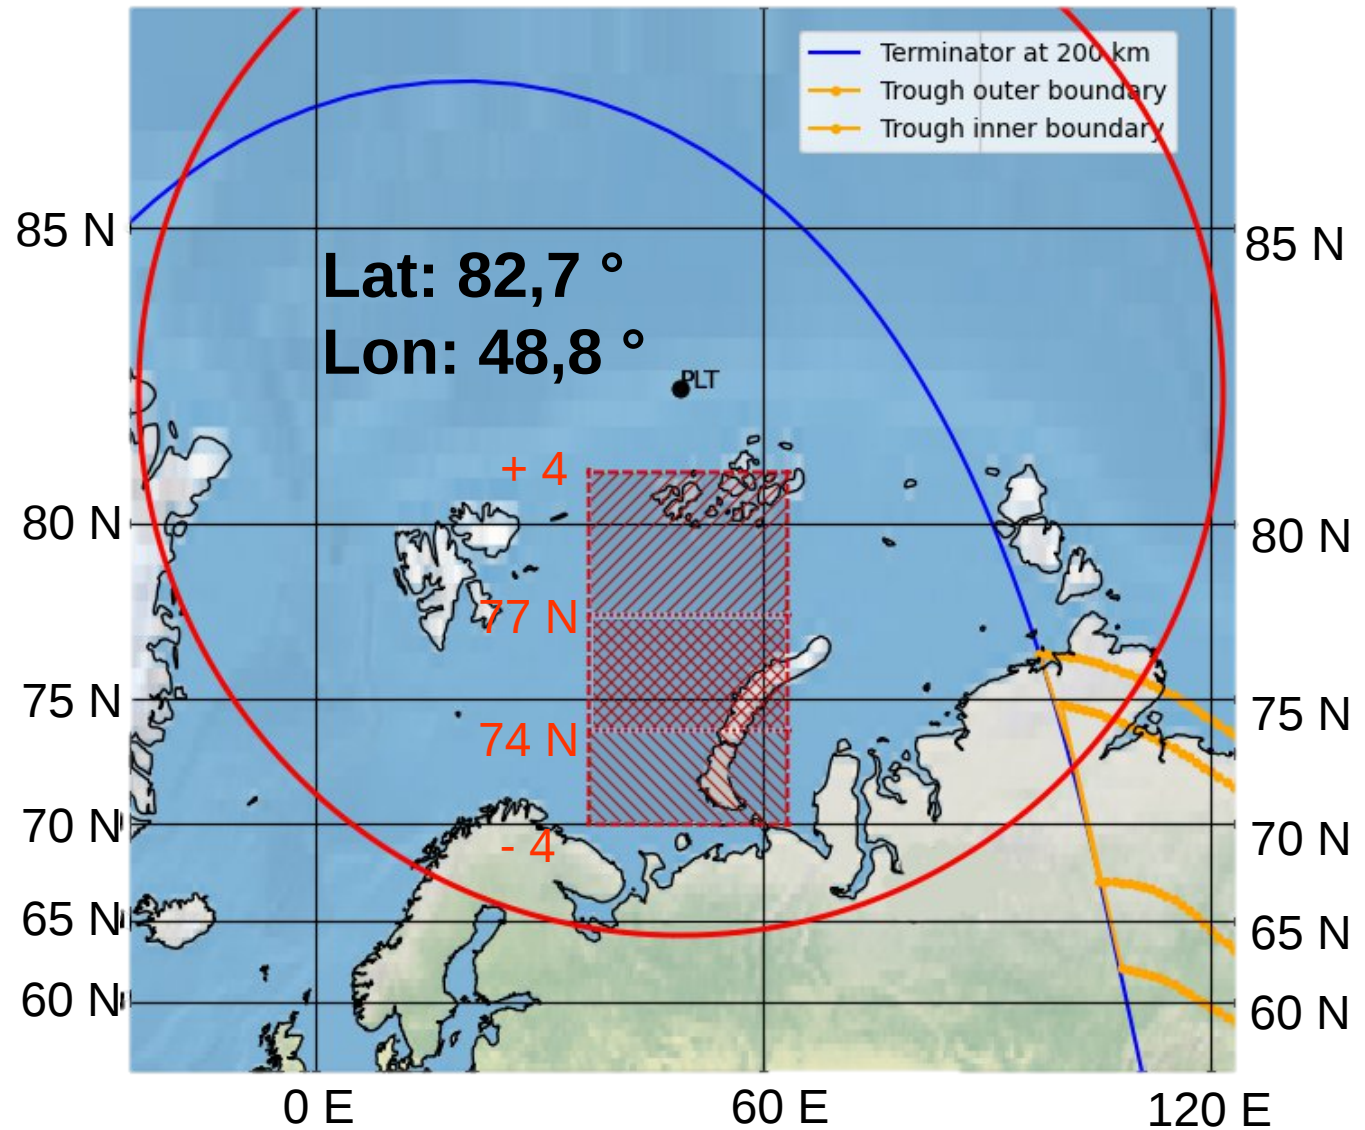 Terminator at 200 km
Trough outer boundary
Trough inner boundary
85 N
85 N
Lat: 82,7 °
Lon: 48,8 °
PLT
+ 4
80 N
80 N
77 N
75 N
75 N
74 N
70 N
70 N
- 4
65 N
65 N
60 N
60 N
0 E
60 E
120 E